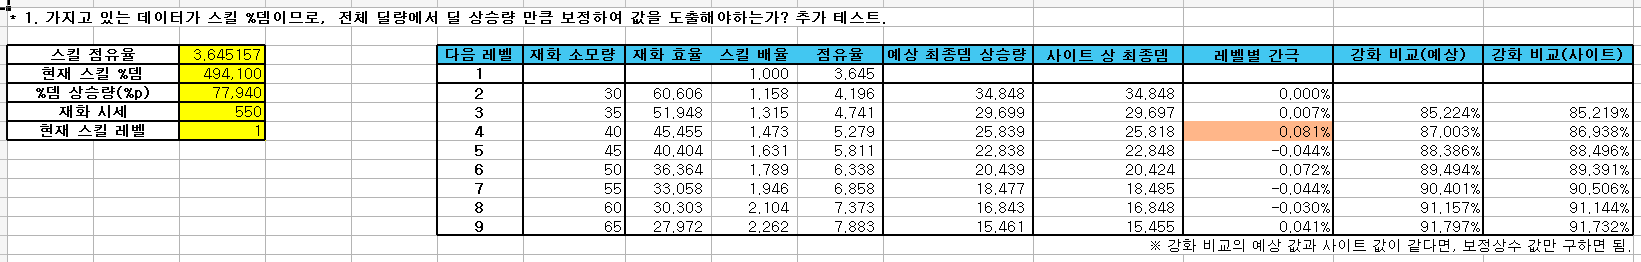 * 1. 가지고 있는 데이터가 스킬 %뎀이므로, 전체 딜량에서 딜 상승량 만큼 보정하여 값을 도출해야하는가? 추가 테스트.
스킬 점유율 3.645157
현재 스킬 %뎀 494.100
%뎀 상승량(%p) 77.940
재화 시세 550
현재 스킬 레벨 1
다음 레벨 재화 소모량 재화 효율 스킬 배율 점유율 예상 최종뎀 상승량 사이트 상 최종뎀 레벨별 간극 강화 비교(예상) 강화 비교(사이트)
1 1.000 3.645
2 30 60.606 1.158 4.196 34.848 34.848 0.000%
3 35 51.948 1.315 4.741 29.699 29.697 0.007% 85.224% 85.219%
4 40 45.455 1.473 5.279 25.839 25.818 0.081% 87.003% 86.938%
5 45 40.404 1.631 5.811 22.838 22.848 -0.044% 88.386% 88.496%
6 50 36.364 1.789 6.338 20.439 20.424 0.072% 89.494% 89.391%
7 55 33.058 1.946 6.858 18.477 18.485 -0.044% 90.401% 90.506%
8 60 30.303 2.104 7.373 16.843 16.848 -0.030% 91.157% 91.144%
9 65 27.972 2.262 7.883 15.461 15.455 0.041% 91.797% 91.732%
※ 강화 비교의 예상 값과 사이트 값이 같다면, 보정상수 값만 구하면 됨.